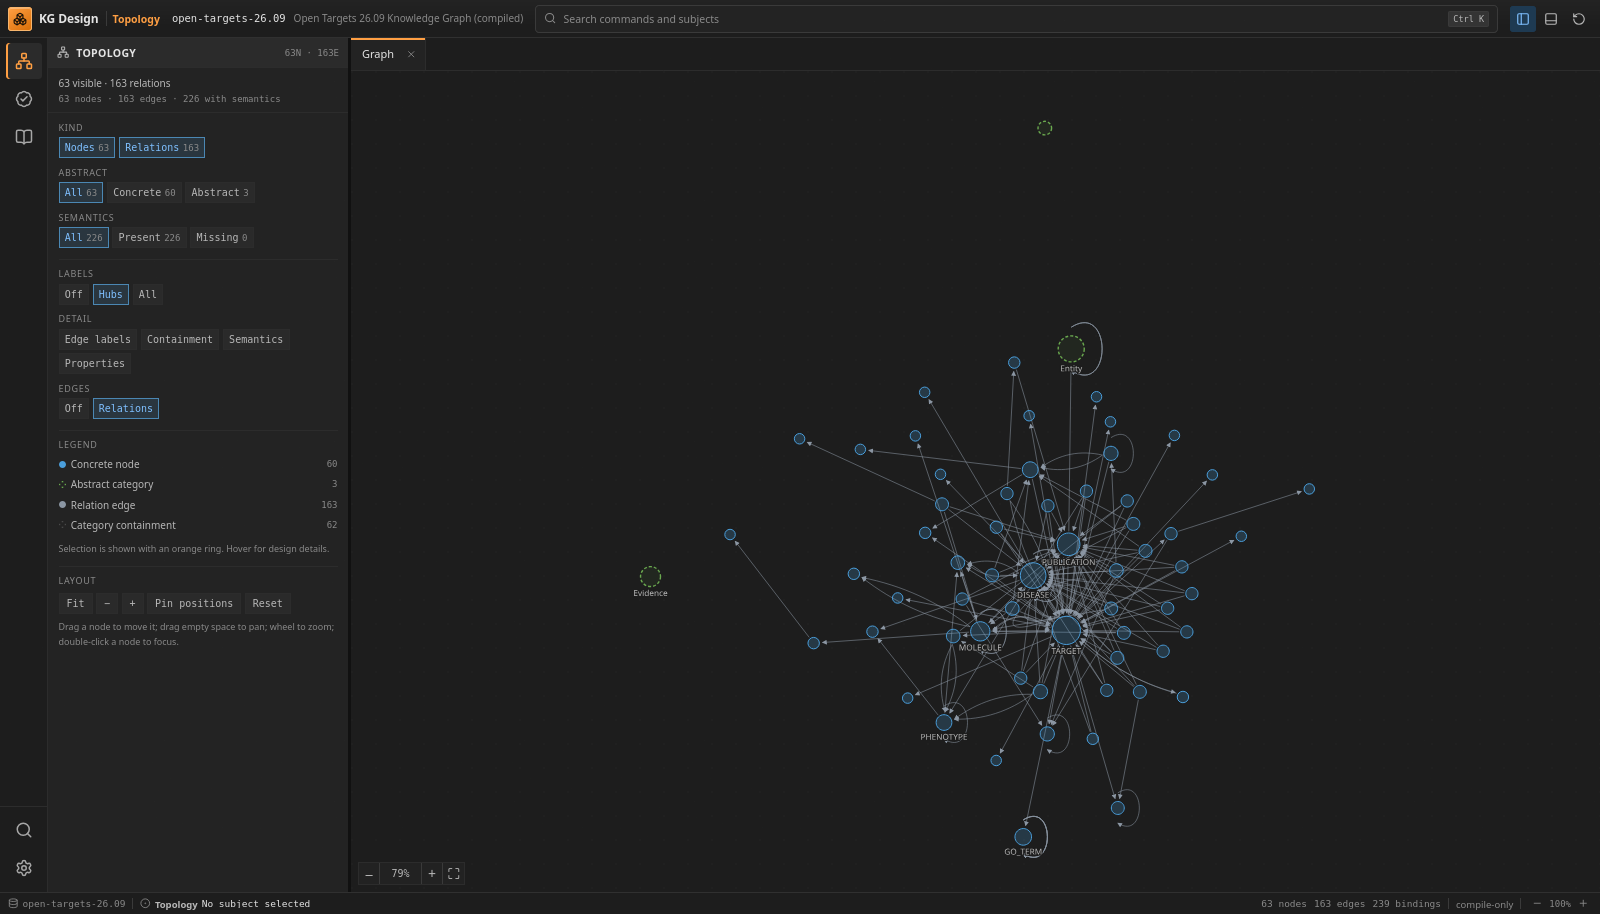 KG Design Topology open-targets-26.09 Open Targets 26.09 Knowledge Graph (compiled) Search commands and subjects Ctrl K
TOPOLOGY 63N · 163E
Graph
63 visible · 163 relations
63 nodes · 163 edges · 226 with semantics
KIND
Nodes 63 Relations 163
ABSTRACT
All 63 Concrete 60 Abstract 3
SEMANTICS
All 226 Present 226 Missing 0
LABELS
Off Hubs All
DETAIL
Edge labels Containment Semantics
Properties
EDGES
Off Relations
LEGEND
Concrete node 60
Abstract category 3
Relation edge 163
Category containment 62
Selection is shown with an orange ring. Hover for design details.
LAYOUT
Fit − + Pin positions Reset
Drag a node to move it; drag empty space to pan; wheel to zoom;
double-click a node to focus.
Entity
PUBLICATION
Evidence
DISEASE
MOLECULE
TARGET
PHENOTYPE
GO_TERM
− 79% +
open-targets-26.09 Topology No subject selected 63 nodes 163 edges 239 bindings compile-only − 100% +